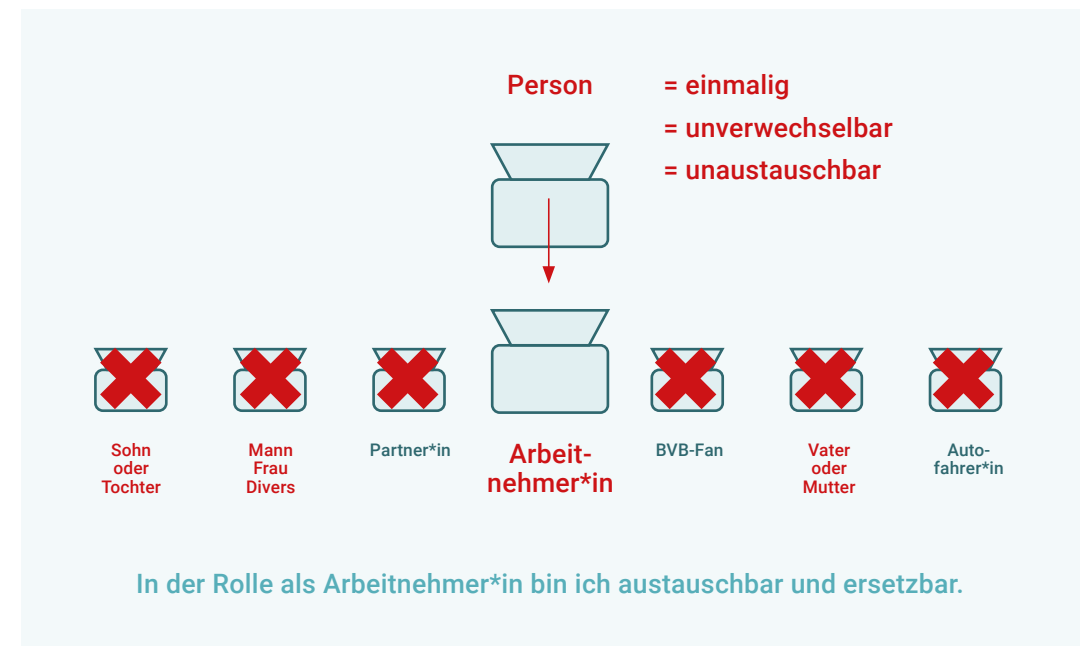 Person = einmalig
= unverwechselbar
= unaustauschbar
Sohn
oder
Tochter
Mann
Frau
Divers
Partner*in
Arbeit-
nehmer*in
BVB-Fan
Vater
oder
Mutter
Auto-
fahrer*in
In der Rolle als Arbeitnehmer*in bin ich austauschbar und ersetzbar.